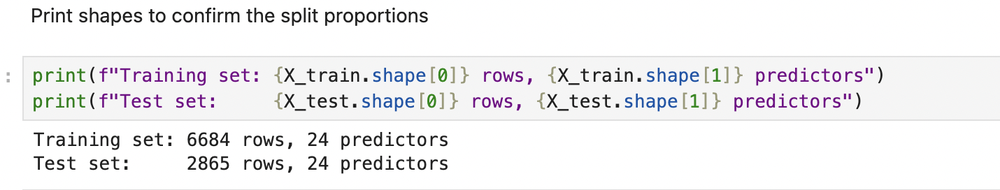 Print shapes to confirm the split proportions
:
print(f"Training set: {X_train.shape[0]} rows, {X_train.shape[1]} predictors")
print(f"Test set:     {X_test.shape[0]} rows, {X_test.shape[1]} predictors")
Training set: 6684 rows, 24 predictors
Test set:     2865 rows, 24 predictors